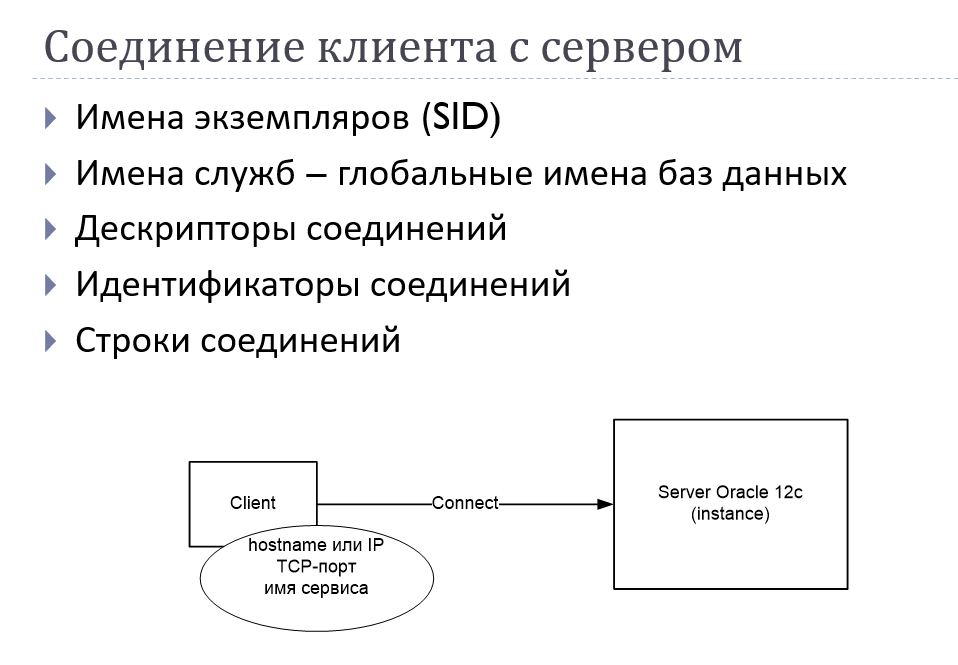 Соединение клиента с сервером
Имена экземпляров (SID)
Имена служб – глобальные имена баз данных
Дескрипторы соединений
Идентификаторы соединений
Строки соединений
Client
Connect
Server Oracle 12c
(instance)
hostname или IP
TCP-порт
имя сервиса